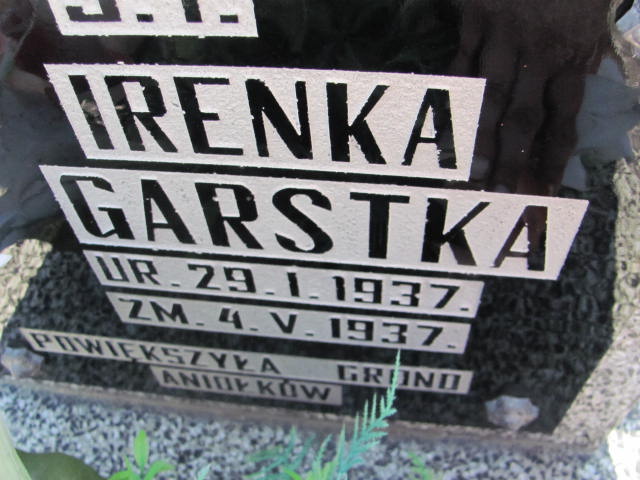 Ś.P.
IRENKA
GARSTKA
UR. 29. I. 1937.
ZM. 4. V. 1937.
POWIĘKSZYŁA GRONO
ANIOŁKÓW